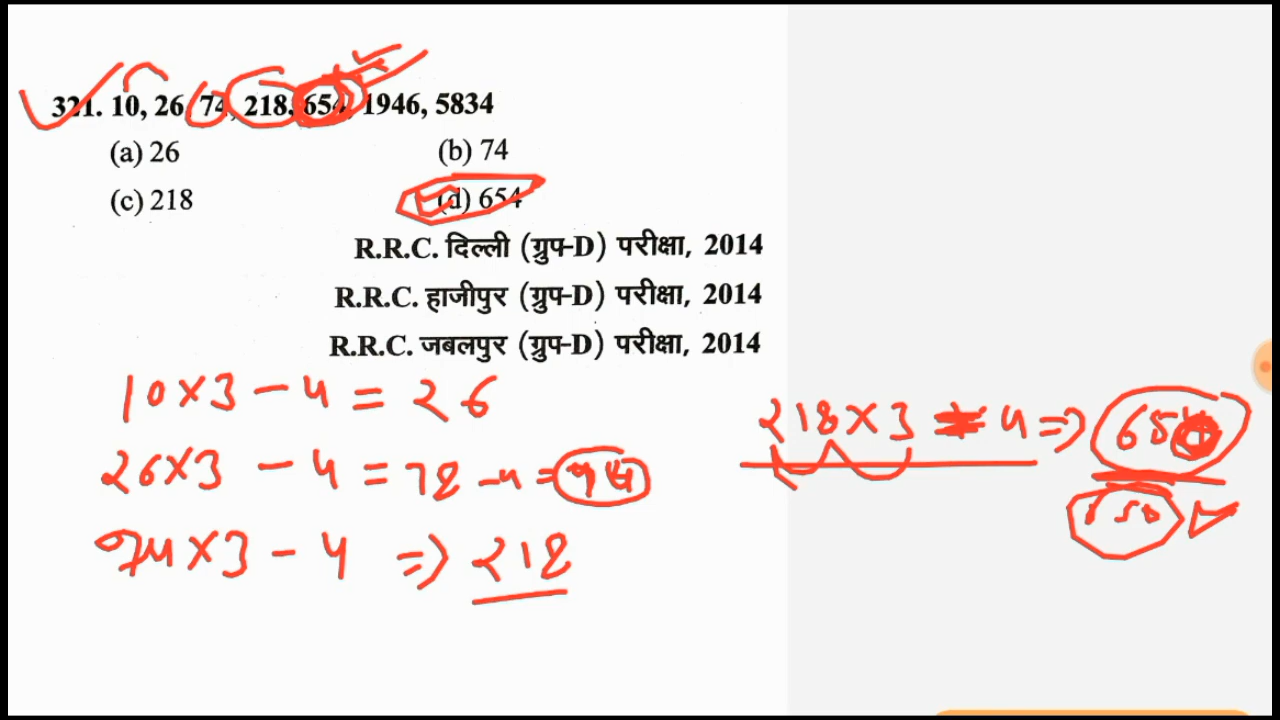 321. 10, 26, 74, 218, 654, 1946, 5834
(a) 26 (b) 74
(c) 218 (d) 654
R.R.C. दिल्ली (ग्रुप-D) परीक्षा, 2014
R.R.C. हाजीपुर (ग्रुप-D) परीक्षा, 2014
R.R.C. जबलपुर (ग्रुप-D) परीक्षा, 2014
10×3 - 4 = 26
26×3 - 4 = 78 - 4 = 74
74×3 - 4 ⇒ 218
218×3 - 4 ⇒ 654
650